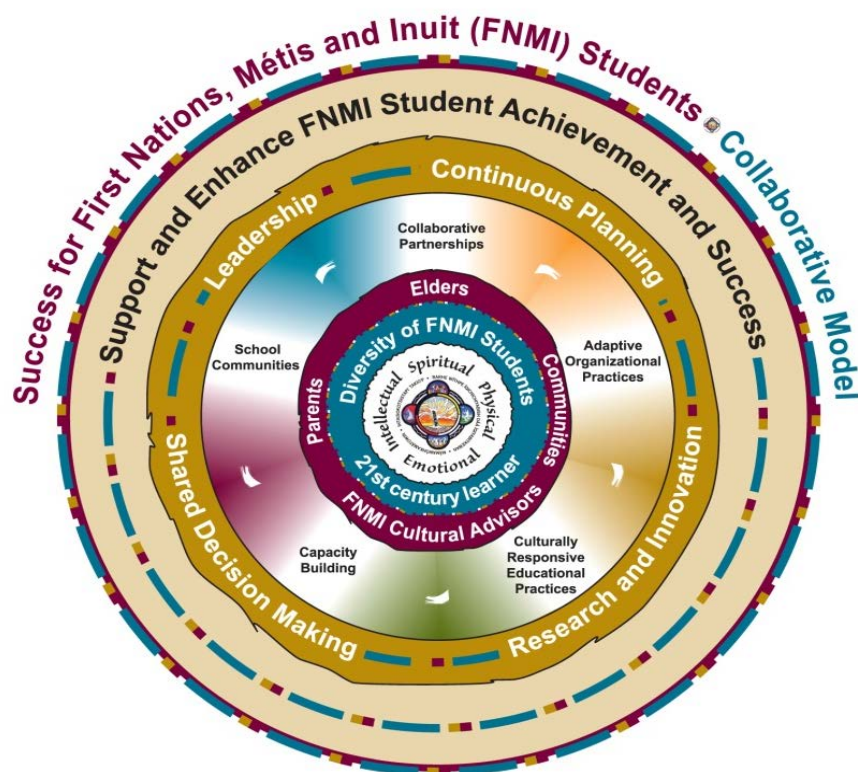 Success for First Nations, Métis and Inuit (FNMI) Students
Collaborative Model
Support and Enhance FNMI Student Achievement and Success
Leadership
Continuous Planning
Research and Innovation
Shared Decision Making
Collaborative
Partnerships
Adaptive
Organizational
Practices
Culturally
Responsive
Educational
Practices
Capacity
Building
School
Communities
Elders
Communities
FNMI Cultural Advisors
Parents
Diversity of FNMI Students
21st century learner
Intellectual
Spiritual
Physical
Emotional